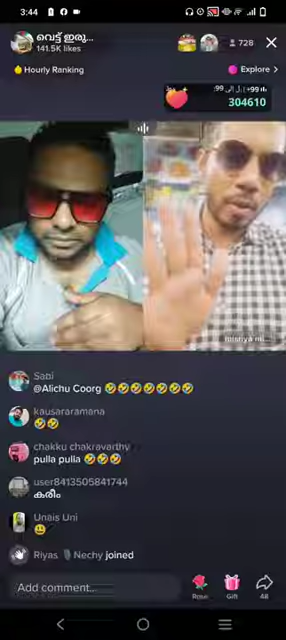 3:44
വെട്ട് ഇരു...
141.5K likes
728
Hourly Ranking
Explore >
304610
Sabi
@Alichu Coorg 🤣🤣🤣🤣🤣🤣🤣
kausararamana
🤣🤣
chakku chakravarthy
pulla pulla 🤣🤣🤣
user8413505841744
കരീം
Unais Uni
😃
Riyas Nechy joined
Add comment...
Rose
Gift
48